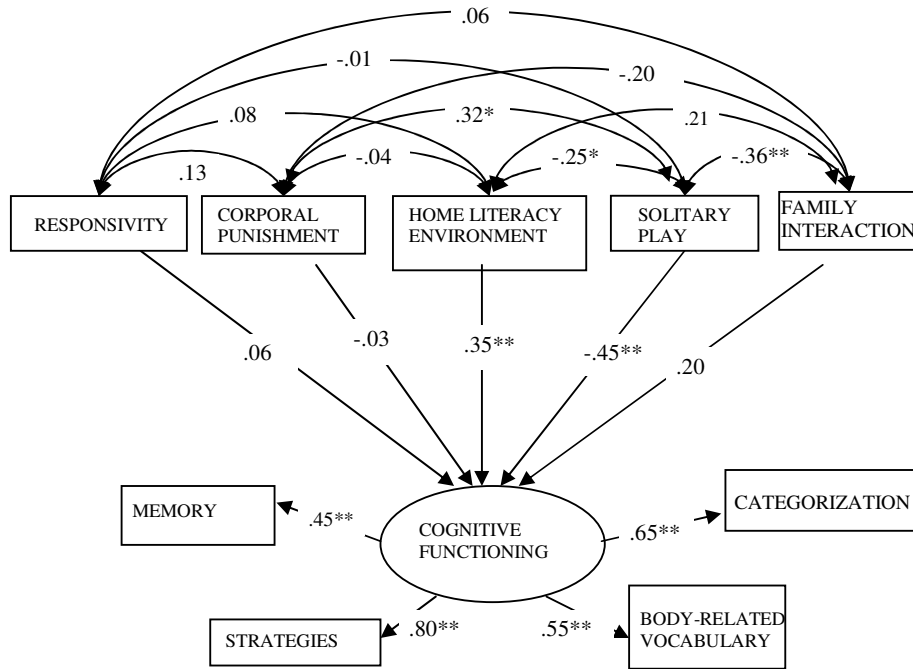 .06
-.01
-.20
.08
.32*
.21
.13
-.04
-.25*
-.36**
RESPONSIVITY
CORPORAL
PUNISHMENT
HOME LITERACY
ENVIRONMENT
SOLITARY
PLAY
FAMILY
INTERACTION
.06
-.03
.35**
-.45**
.20
MEMORY
.45**
COGNITIVE
FUNCTIONING
.65**
CATEGORIZATION
STRATEGIES
.80**
.55**
BODY-RELATED
VOCABULARY